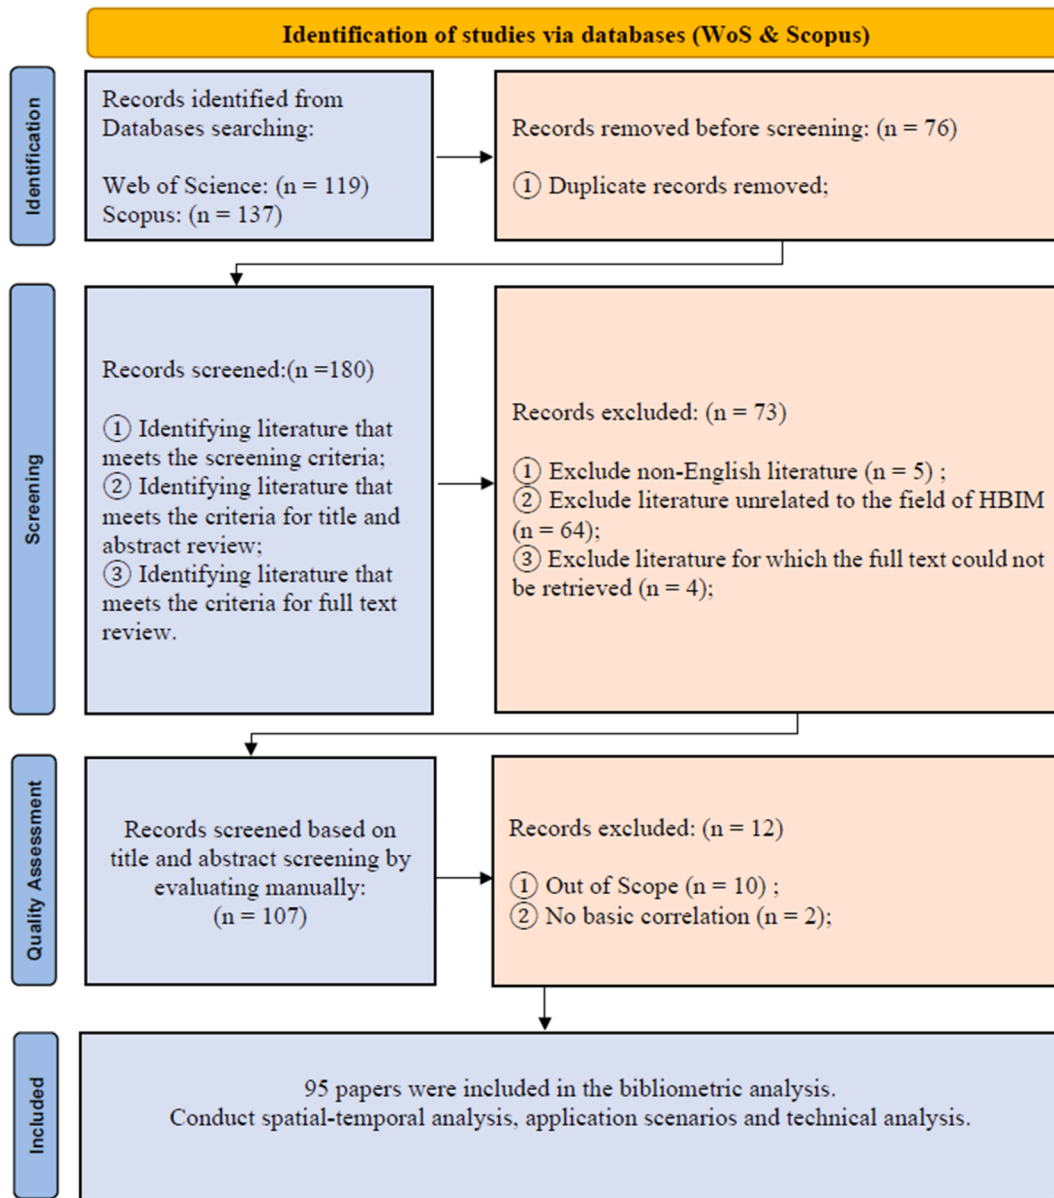 Identification of studies via databases (WoS & Scopus)
Identification
Records identified from
Databases searching:
Web of Science: (n = 119)
Scopus: (n = 137)
Records removed before screening: (n = 76)
① Duplicate records removed;
Screening
Records screened:(n =180)
① Identifying literature that
meets the screening criteria;
② Identifying literature that
meets the criteria for title and
abstract review;
③ Identifying literature that
meets the criteria for full text
review.
Records excluded: (n = 73)
① Exclude non-English literature (n = 5) ;
② Exclude literature unrelated to the field of HBIM
(n = 64);
③ Exclude literature for which the full text could not
be retrieved (n = 4);
Quality Assessment
Records screened based on
title and abstract screening by
evaluating manually:
(n = 107)
Records excluded: (n = 12)
① Out of Scope (n = 10) ;
② No basic correlation (n = 2);
Included
95 papers were included in the bibliometric analysis.
Conduct spatial-temporal analysis, application scenarios and technical analysis.